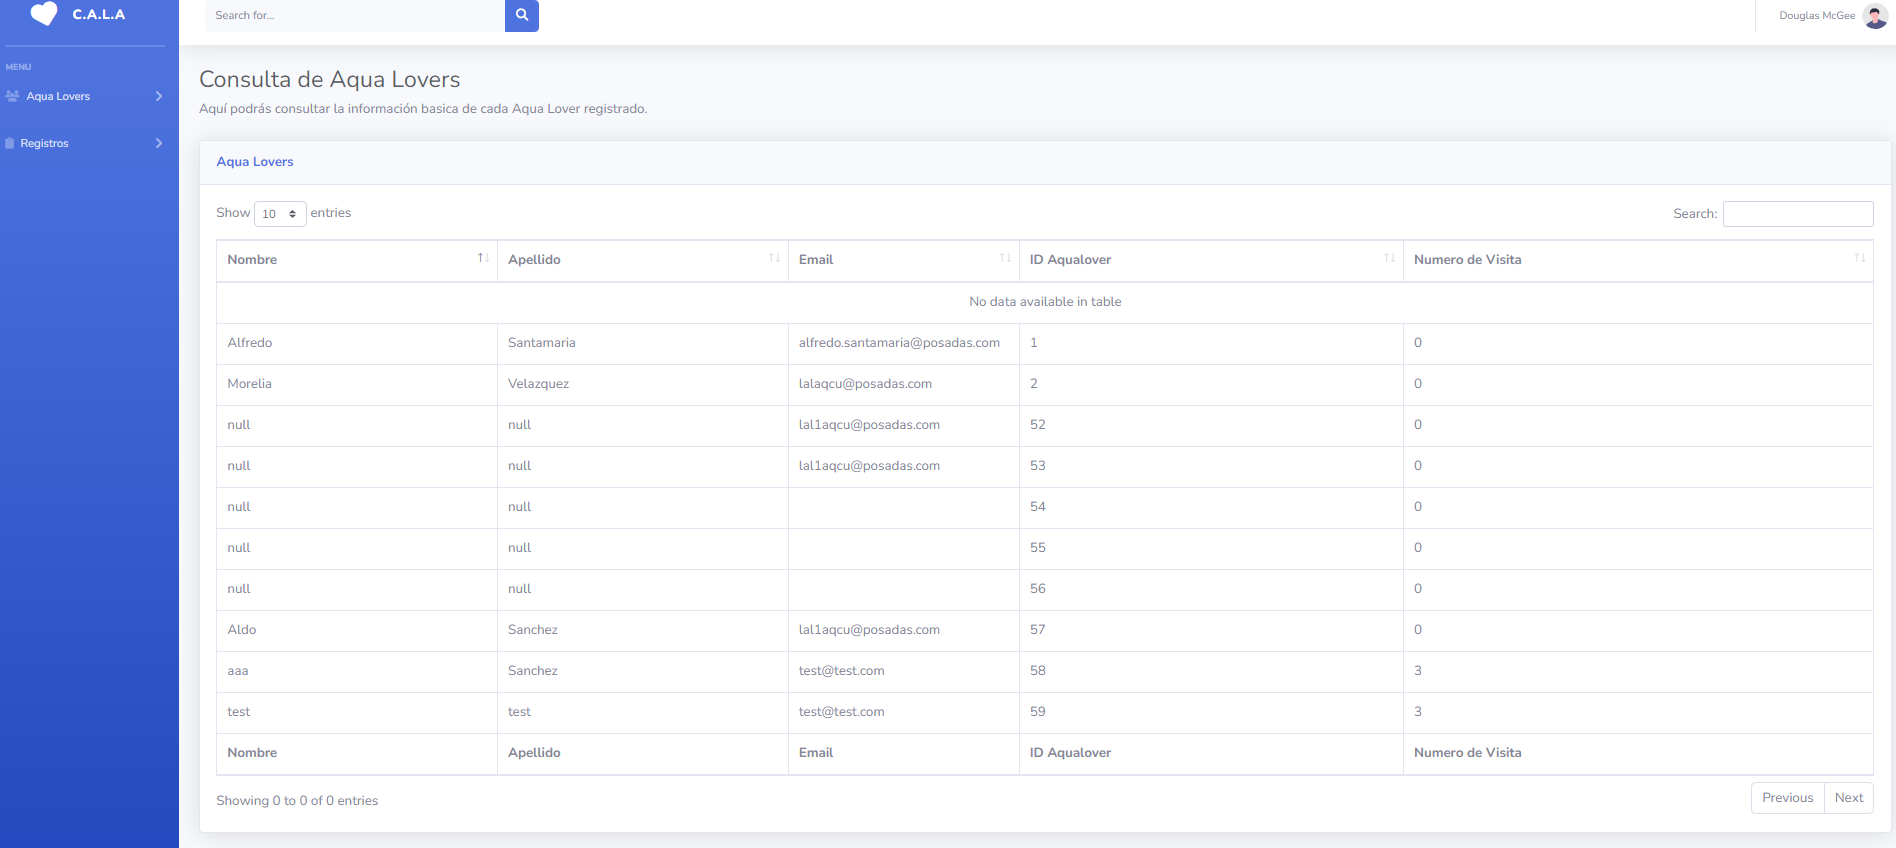 C.A.L.A
Search for...
Douglas McGee
MENU
Aqua Lovers
Registros
Consulta de Aqua Lovers
Aquí podrás consultar la información basica de cada Aqua Lover registrado.
Aqua Lovers
Show 10 entries
Search:
Nombre Apellido Email ID Aqualover Numero de Visita
No data available in table
Alfredo Santamaria alfredo.santamaria@posadas.com 1 0
Morelia Velazquez lalaqcu@posadas.com 2 0
null null lal1aqcu@posadas.com 52 0
null null lal1aqcu@posadas.com 53 0
null null 54 0
null null 55 0
null null 56 0
Aldo Sanchez lal1aqcu@posadas.com 57 0
aaa Sanchez test@test.com 58 3
test test test@test.com 59 3
Nombre Apellido Email ID Aqualover Numero de Visita
Showing 0 to 0 of 0 entries
Previous Next